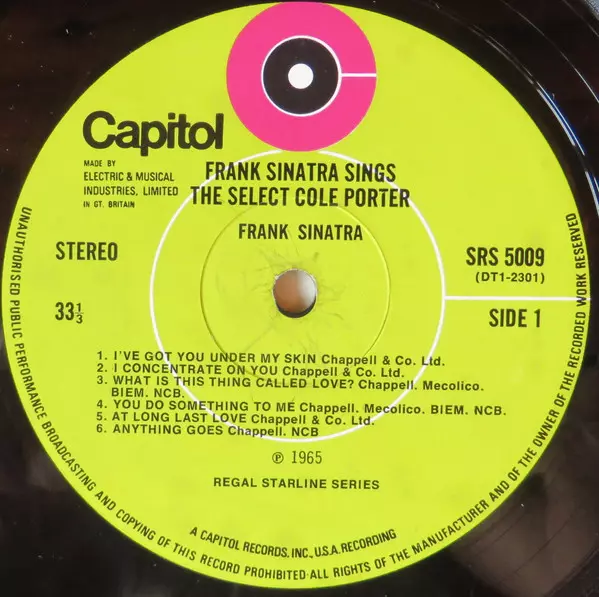 Capitol
MADE BY
ELECTRIC & MUSICAL
INDUSTRIES, LIMITED
IN GT. BRITAIN
FRANK SINATRA SINGS
THE SELECT COLE PORTER
FRANK SINATRA
STEREO
SRS 5009
(DT1-2301)
33⅓
SIDE 1
1. I'VE GOT YOU UNDER MY SKIN Chappell & Co. Ltd.
2. I CONCENTRATE ON YOU Chappell & Co. Ltd.
3. WHAT IS THIS THING CALLED LOVE? Chappell. Mecolico.
BIEM. NCB.
4. YOU DO SOMETHING TO ME Chappell. Mecolico. BIEM. NCB.
5. AT LONG LAST LOVE Chappell & Co. Ltd.
6. ANYTHING GOES Chappell. NCB
℗ 1965
REGAL STARLINE SERIES
A CAPITOL RECORDS, INC., U.S.A. RECORDING
UNAUTHORISED PUBLIC PERFORMANCE BROADCASTING AND COPYING OF THIS RECORD PROHIBITED·ALL RIGHTS OF THE MANUFACTURER AND OF THE OWNER OF THE RECORDED WORK RESERVED